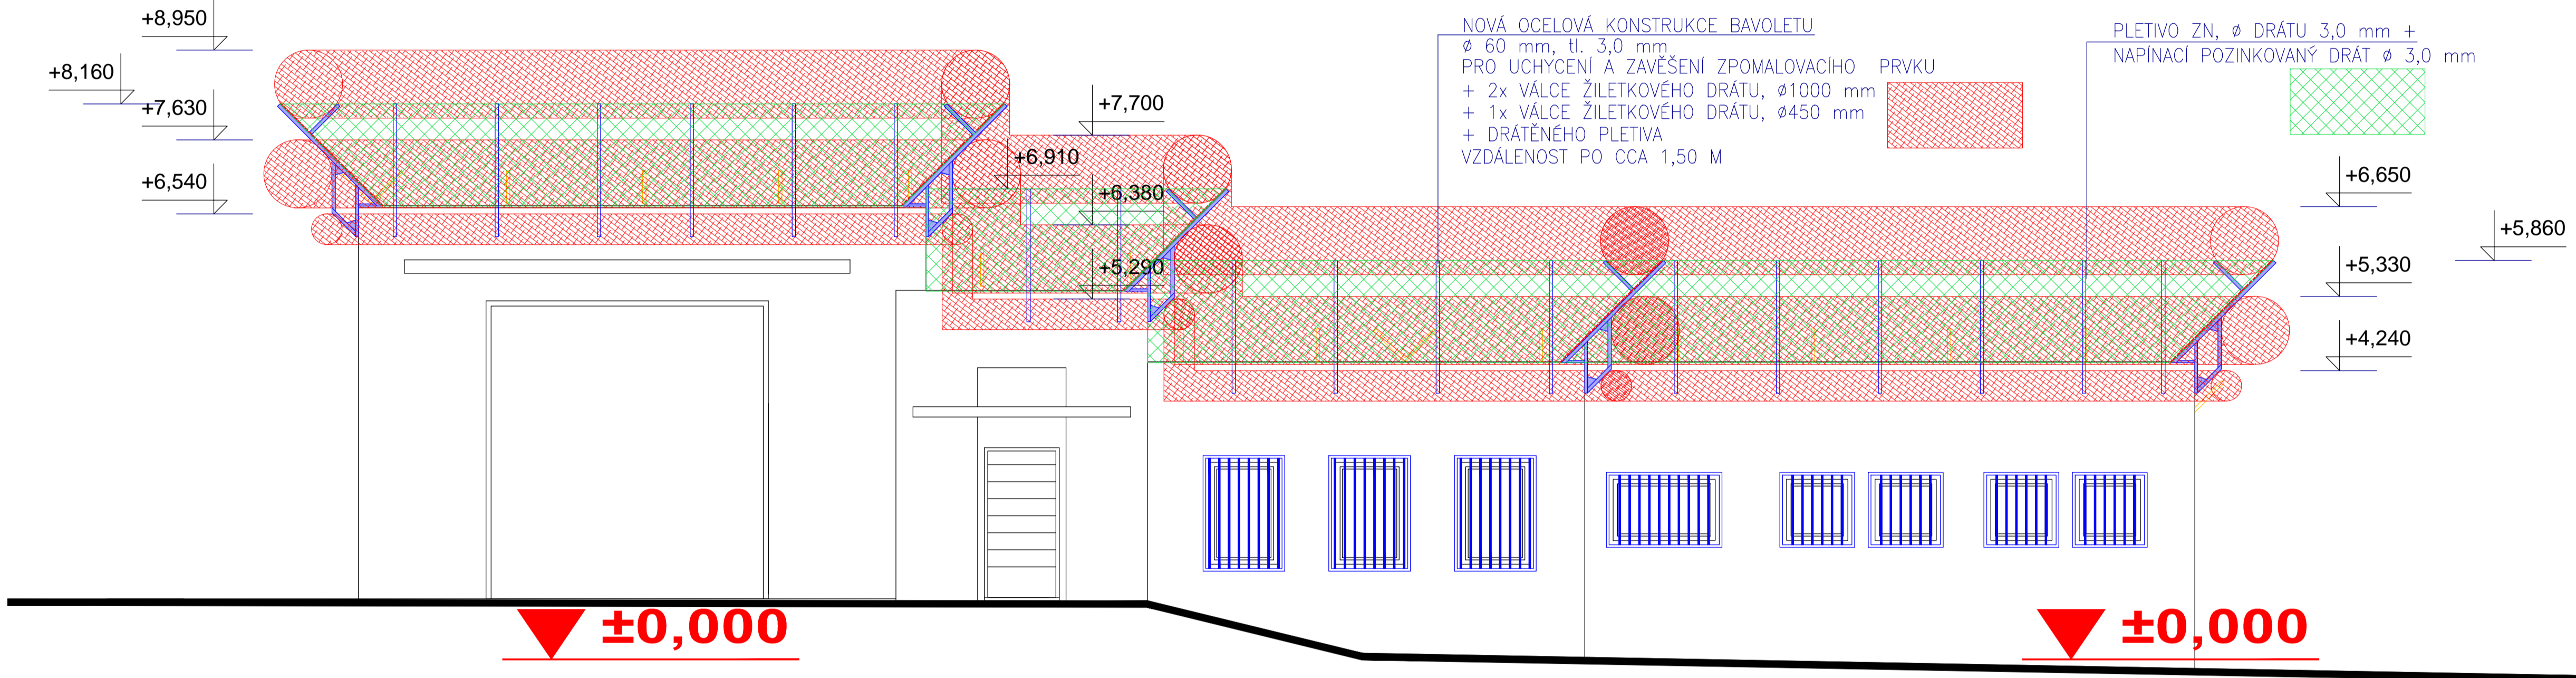 +8,950
+8,160
+7,630
+6,540
+7,700
+6,910
+6,380
+5,290
NOVÁ OCELOVÁ KONSTRUKCE BAVOLETU
ø 60 mm, tl. 3,0 mm
PRO UCHYCENÍ A ZAVĚŠENÍ ZPOMALOVACÍHO PRVKU
+ 2x VÁLCE ŽILETKOVÉHO DRÁTU, ø1000 mm
+ 1x VÁLCE ŽILETKOVÉHO DRÁTU, ø450 mm
+ DRÁTĚNÉHO PLETIVA
VZDÁLENOST PO CCA 1,50 M
PLETIVO ZN, ø DRÁTU 3,0 mm +
NAPÍNACÍ POZINKOVANÝ DRÁT ø 3,0 mm
+6,650
+5,860
+5,330
+4,240
±0,000
±0,000